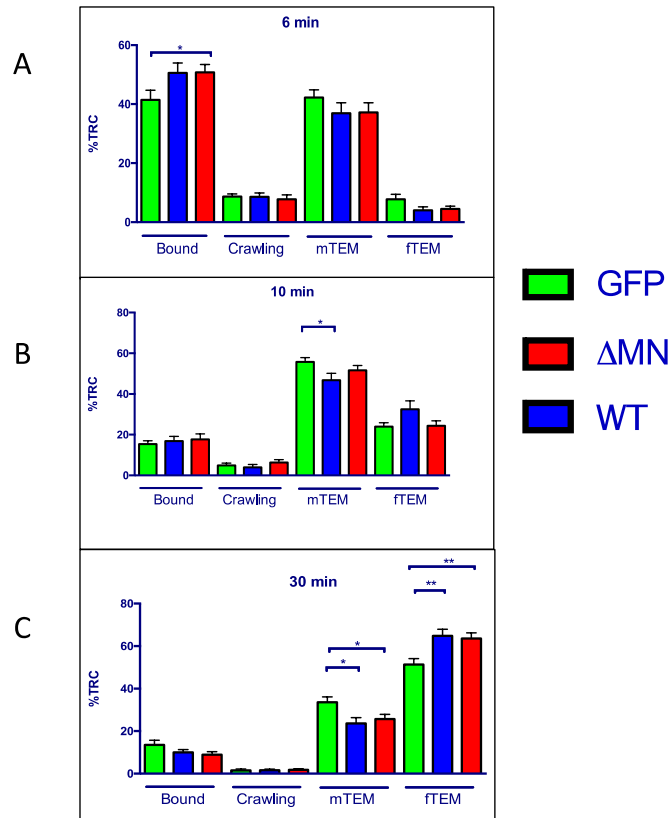 A
6 min
*
60
40
20
0
%TRC
Bound
Crawling
mTEM
fTEM
B
10 min
*
80
60
40
20
0
%TRC
Bound
Crawling
mTEM
fTEM
C
30 min
**
**
*
*
80
60
40
20
0
%TRC
Bound
Crawling
mTEM
fTEM
GFP
ΔMN
WT